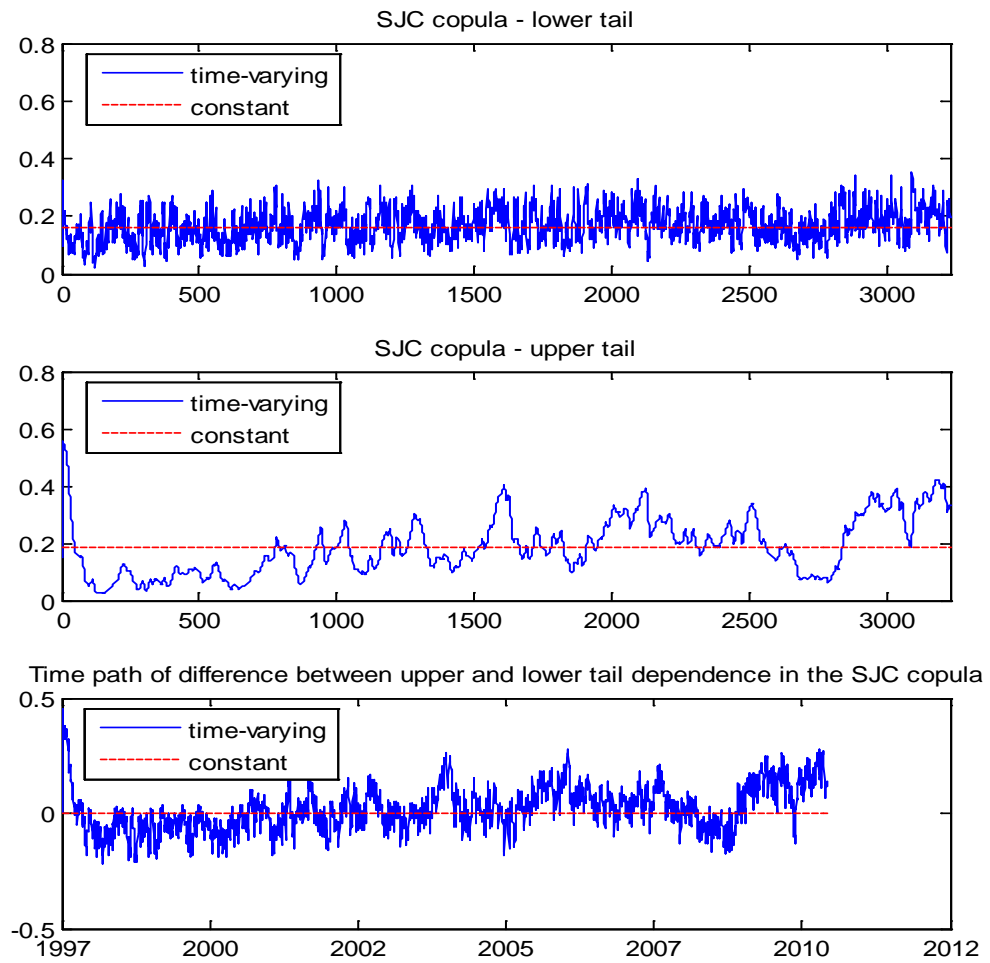 SJC copula - lower tail
0.8
0.6
0.4
0.2
0
time-varying
constant
0 500 1000 1500 2000 2500 3000
SJC copula - upper tail
0.8
0.6
0.4
0.2
0
time-varying
constant
0 500 1000 1500 2000 2500 3000
Time path of difference between upper and lower tail dependence in the SJC copula
0.5
0
-0.5
time-varying
constant
1997 2000 2002 2005 2007 2010 2012